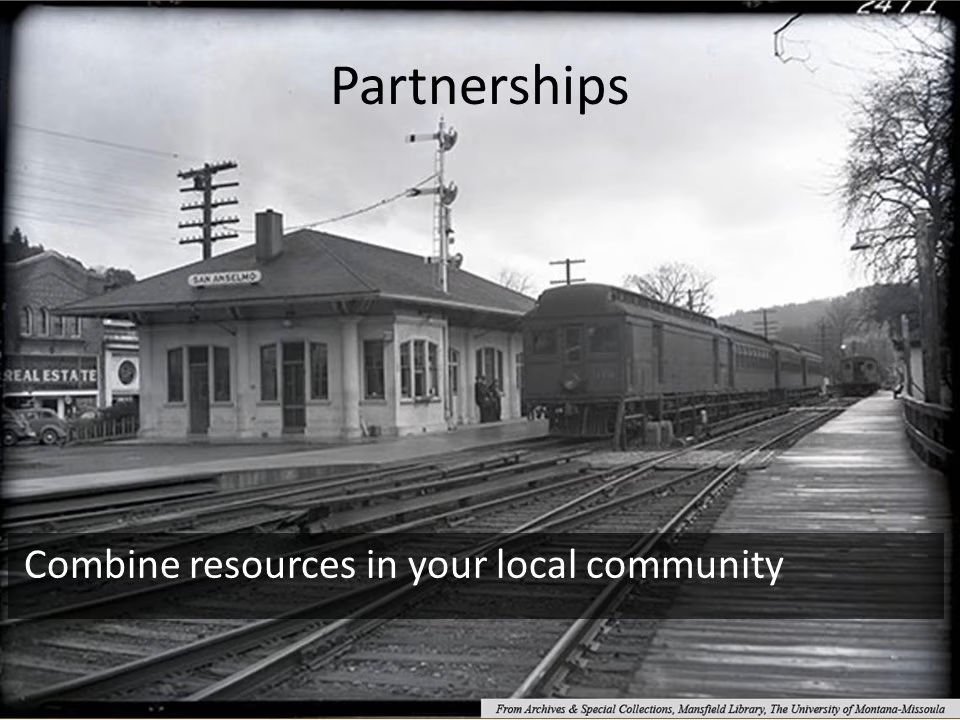 2471
Partnerships
SAN ANSELMO
REAL ESTATE
Combine resources in your local community
From Archives & Special Collections, Mansfield Library, The University of Montana-Missoula